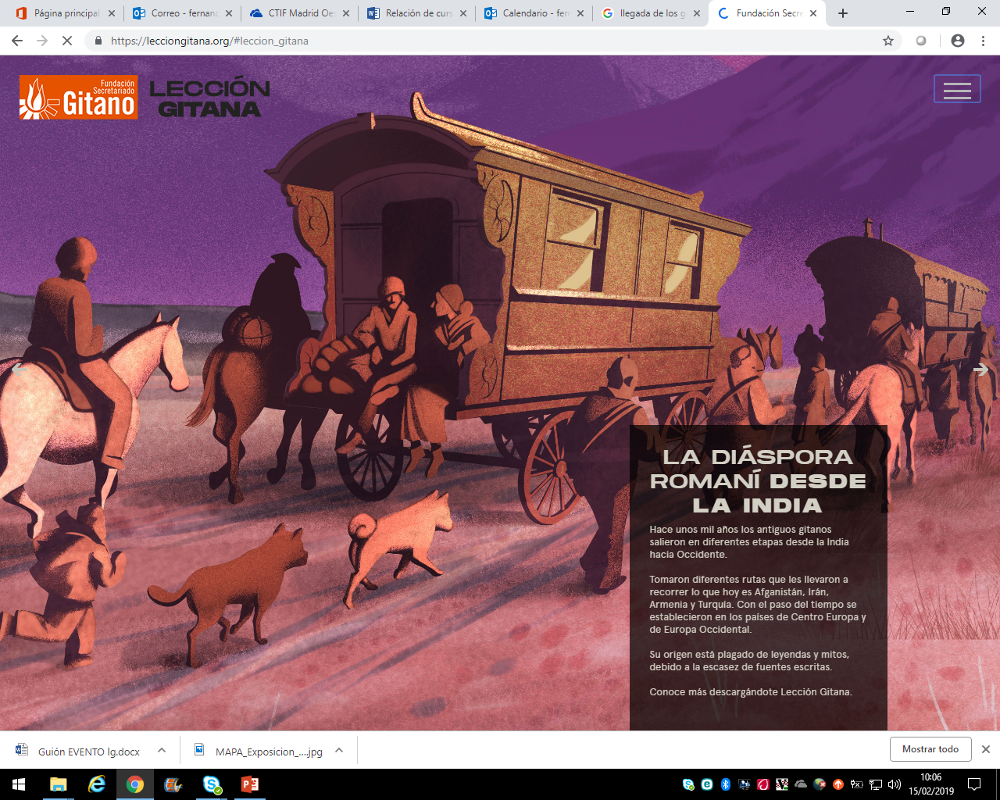 Página principal
Correo - fernanc
CTIF Madrid Oes
Relación de curs
Calendario - fern
llegada de los g
Fundación Secre
https://lecciongitana.org/#leccion_gitana
Fundación
Secretariado
Gitano
LECCIÓN
GITANA
LA DIÁSPORA
ROMANÍ DESDE
LA INDIA
Hace unos mil años los antiguos gitanos
salieron en diferentes etapas desde la India
hacia Occidente.
Tomaron diferentes rutas que les llevaron a
recorrer lo que hoy es Afganistán, Irán,
Armenia y Turquía. Con el paso del tiempo se
establecieron en los países de Centro Europa y
de Europa Occidental.
Su origen está plagado de leyendas y mitos,
debido a la escasez de fuentes escritas.
Conoce más descargándote Lección Gitana.
Guión EVENTO lg.docx
MAPA_Exposicion_....jpg
Mostrar todo
10:06
15/02/2019